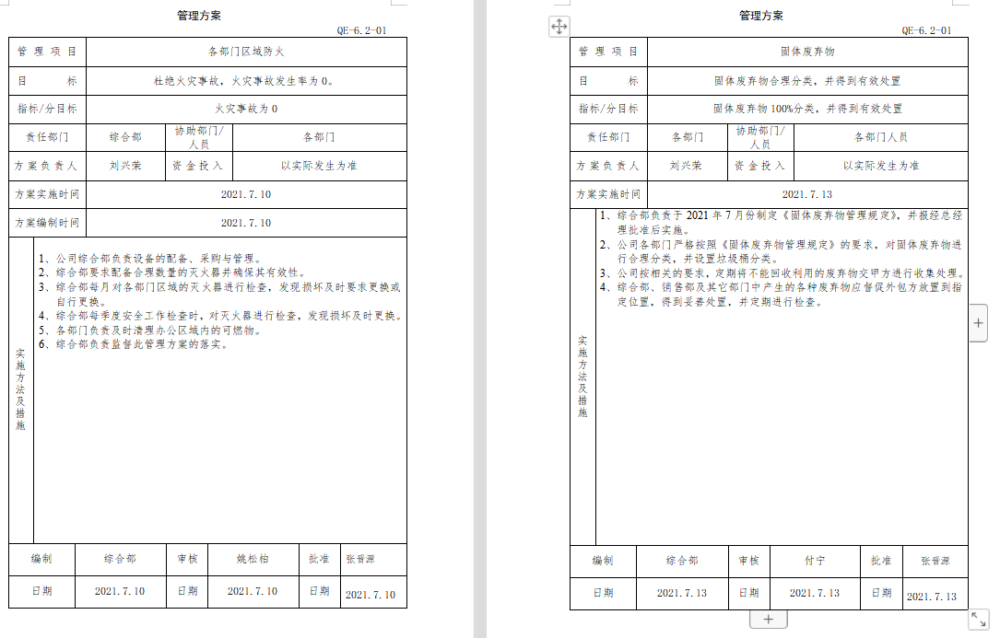 管理方案
QE-6.2-01
管理项目 各部门区域防火
目标 杜绝火灾事故，火灾事故发生率为0。
指标/分目标 火灾事故为0
责任部门 综合部 协助部门/人员 各部门
方案负责人 刘兴荣 资金投入 以实际发生为准
方案实施时间 2021.7.10
方案编制时间 2021.7.10
实施方法及措施
1、公司综合部负责设备的配备、采购与管理。
2、综合部要求配备合理数量的灭火器并确保其有效性。
3、综合部每月对各部门区域的灭火器进行检查，发现损坏及时要求更换或
自行更换。
4、综合部每季度安全工作检查时，对灭火器进行检查，发现损坏及时更换。
5、各部门负责及时清理办公区域内的可燃物。
6、综合部负责监督此管理方案的落实。
编制 综合部 审核 姚松柏 批准 张晋源
日期 2021.7.10 日期 2021.7.10 日期 2021.7.10
管理方案
QE-6.2-01
管理项目 固体废弃物
目标 固体废弃物合理分类，并得到有效处置
指标/分目标 固体废弃物100%分类，并得到有效处置
责任部门 各部门 协助部门/人员 各部门人员
方案负责人 刘兴荣 资金投入 以实际发生为准
方案实施时间 2021.7.13
实施方法及措施
1、综合部负责于2021年7月份制定《固体废弃物管理规定》，并报经总经
理批准后实施。
2、公司各部门严格按照《固体废弃物管理规定》的要求，对固体废弃物进
行合理分类，并设置垃圾桶分类。
3、公司按相关的要求，定期将不能回收利用的废弃物交甲方进行收集处理。
4、综合部、销售部及其它部门中产生的各种废弃物应督促外包方放置到指
定位置，得到妥善处置，并定期进行检查。
编制 综合部 审核 付宁 批准 张晋源
日期 2021.7.13 日期 2021.7.13 日期 2021.7.13